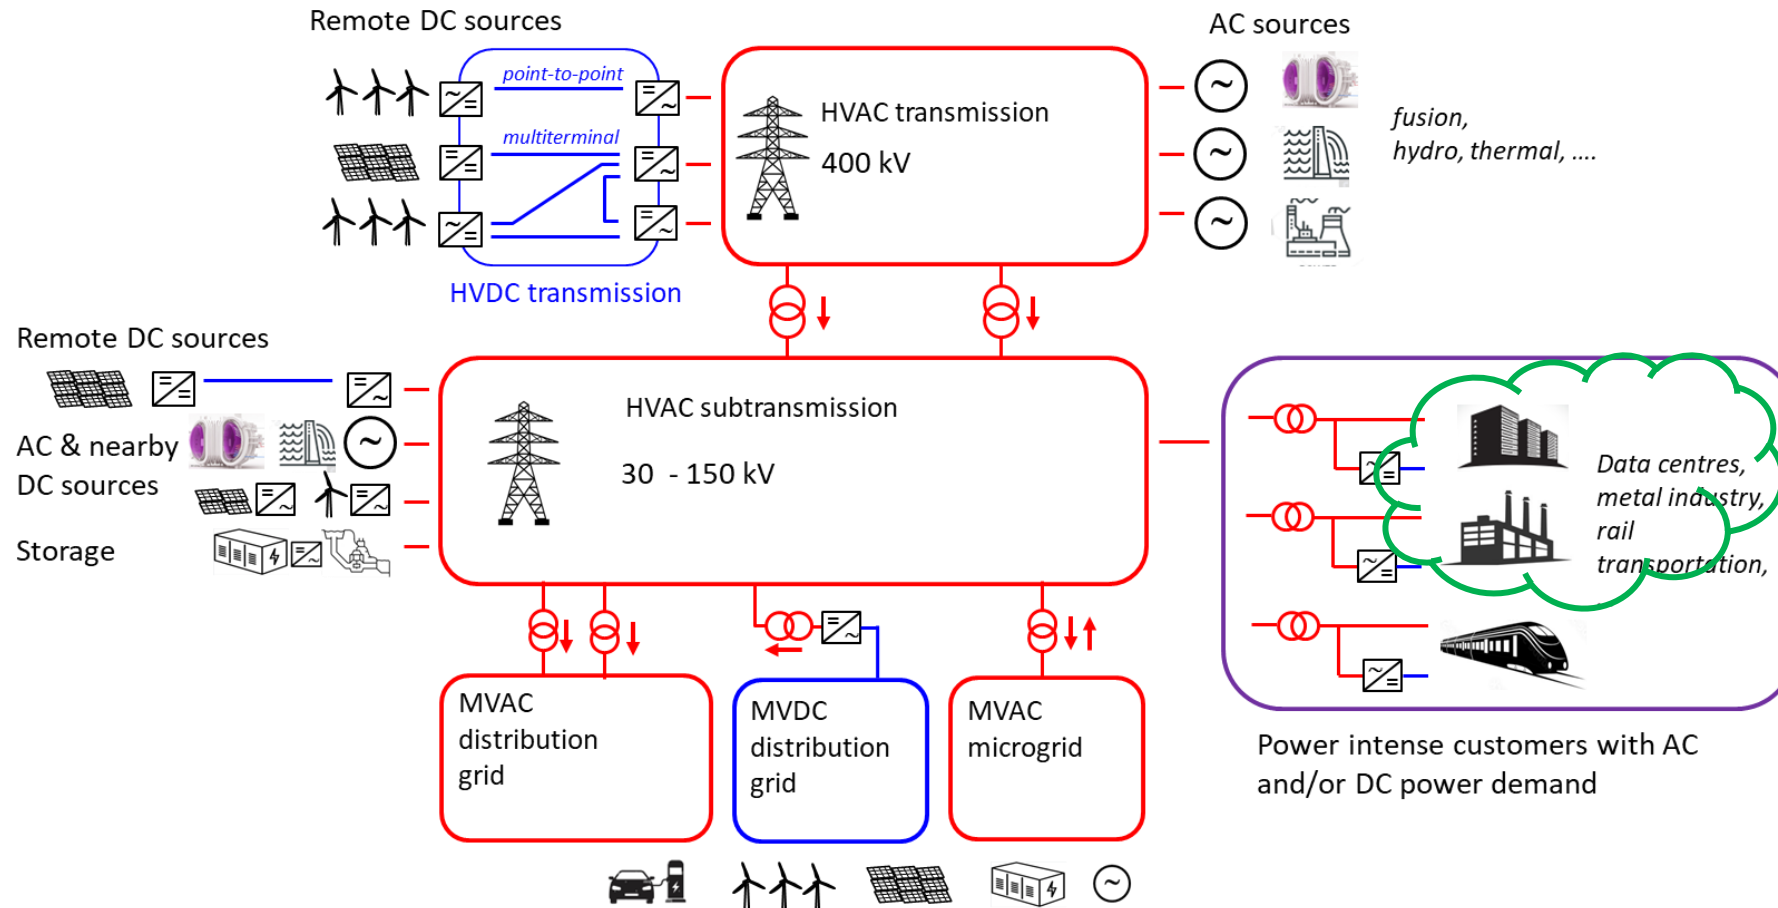 Remote DC sources
AC sources
point-to-point
multiterminal
HVDC transmission
HVAC transmission
400 kV
fusion,
hydro, thermal, ....
Remote DC sources
AC & nearby
DC sources
Storage
HVAC subtransmission
30 - 150 kV
Data centres,
metal industry,
rail
transportation,
MVAC
distribution
grid
MVDC
distribution
grid
MVAC
microgrid
Power intense customers with AC
and/or DC power demand